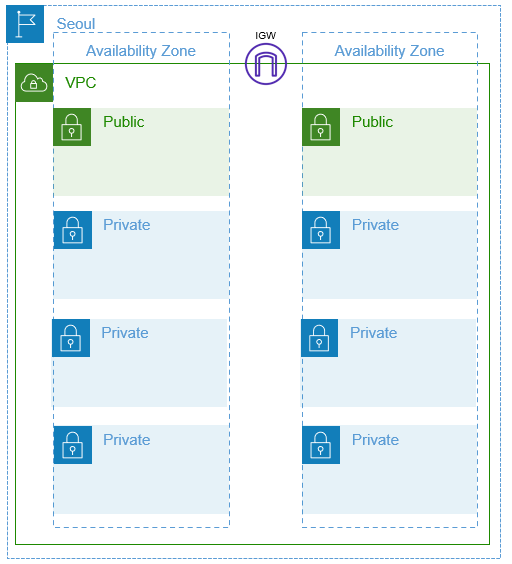 Seoul
IGW
Availability Zone
Availability Zone
VPC
Public
Public
Private
Private
Private
Private
Private
Private